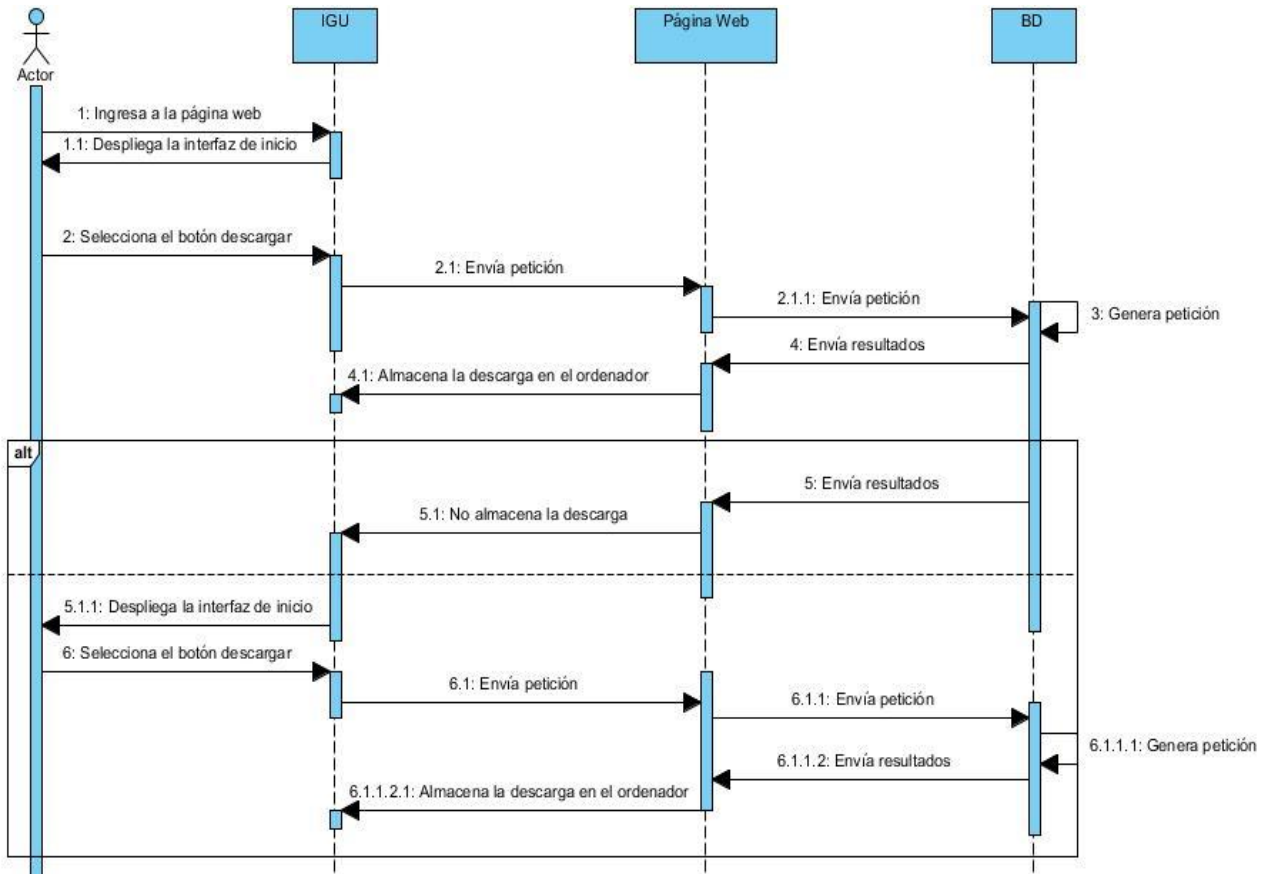 IGU
Página Web
BD
Actor
1: Ingresa a la página web
1.1: Despliega la interfaz de inicio
2: Selecciona el botón descargar
2.1: Envía petición
2.1.1: Envía petición
3: Genera petición
4: Envía resultados
4.1: Almacena la descarga en el ordenador
alt
5: Envía resultados
5.1: No almacena la descarga
5.1.1: Despliega la interfaz de inicio
6: Selecciona el botón descargar
6.1: Envía petición
6.1.1: Envía petición
6.1.1.1: Genera petición
6.1.1.2: Envía resultados
6.1.1.2.1: Almacena la descarga en el ordenador